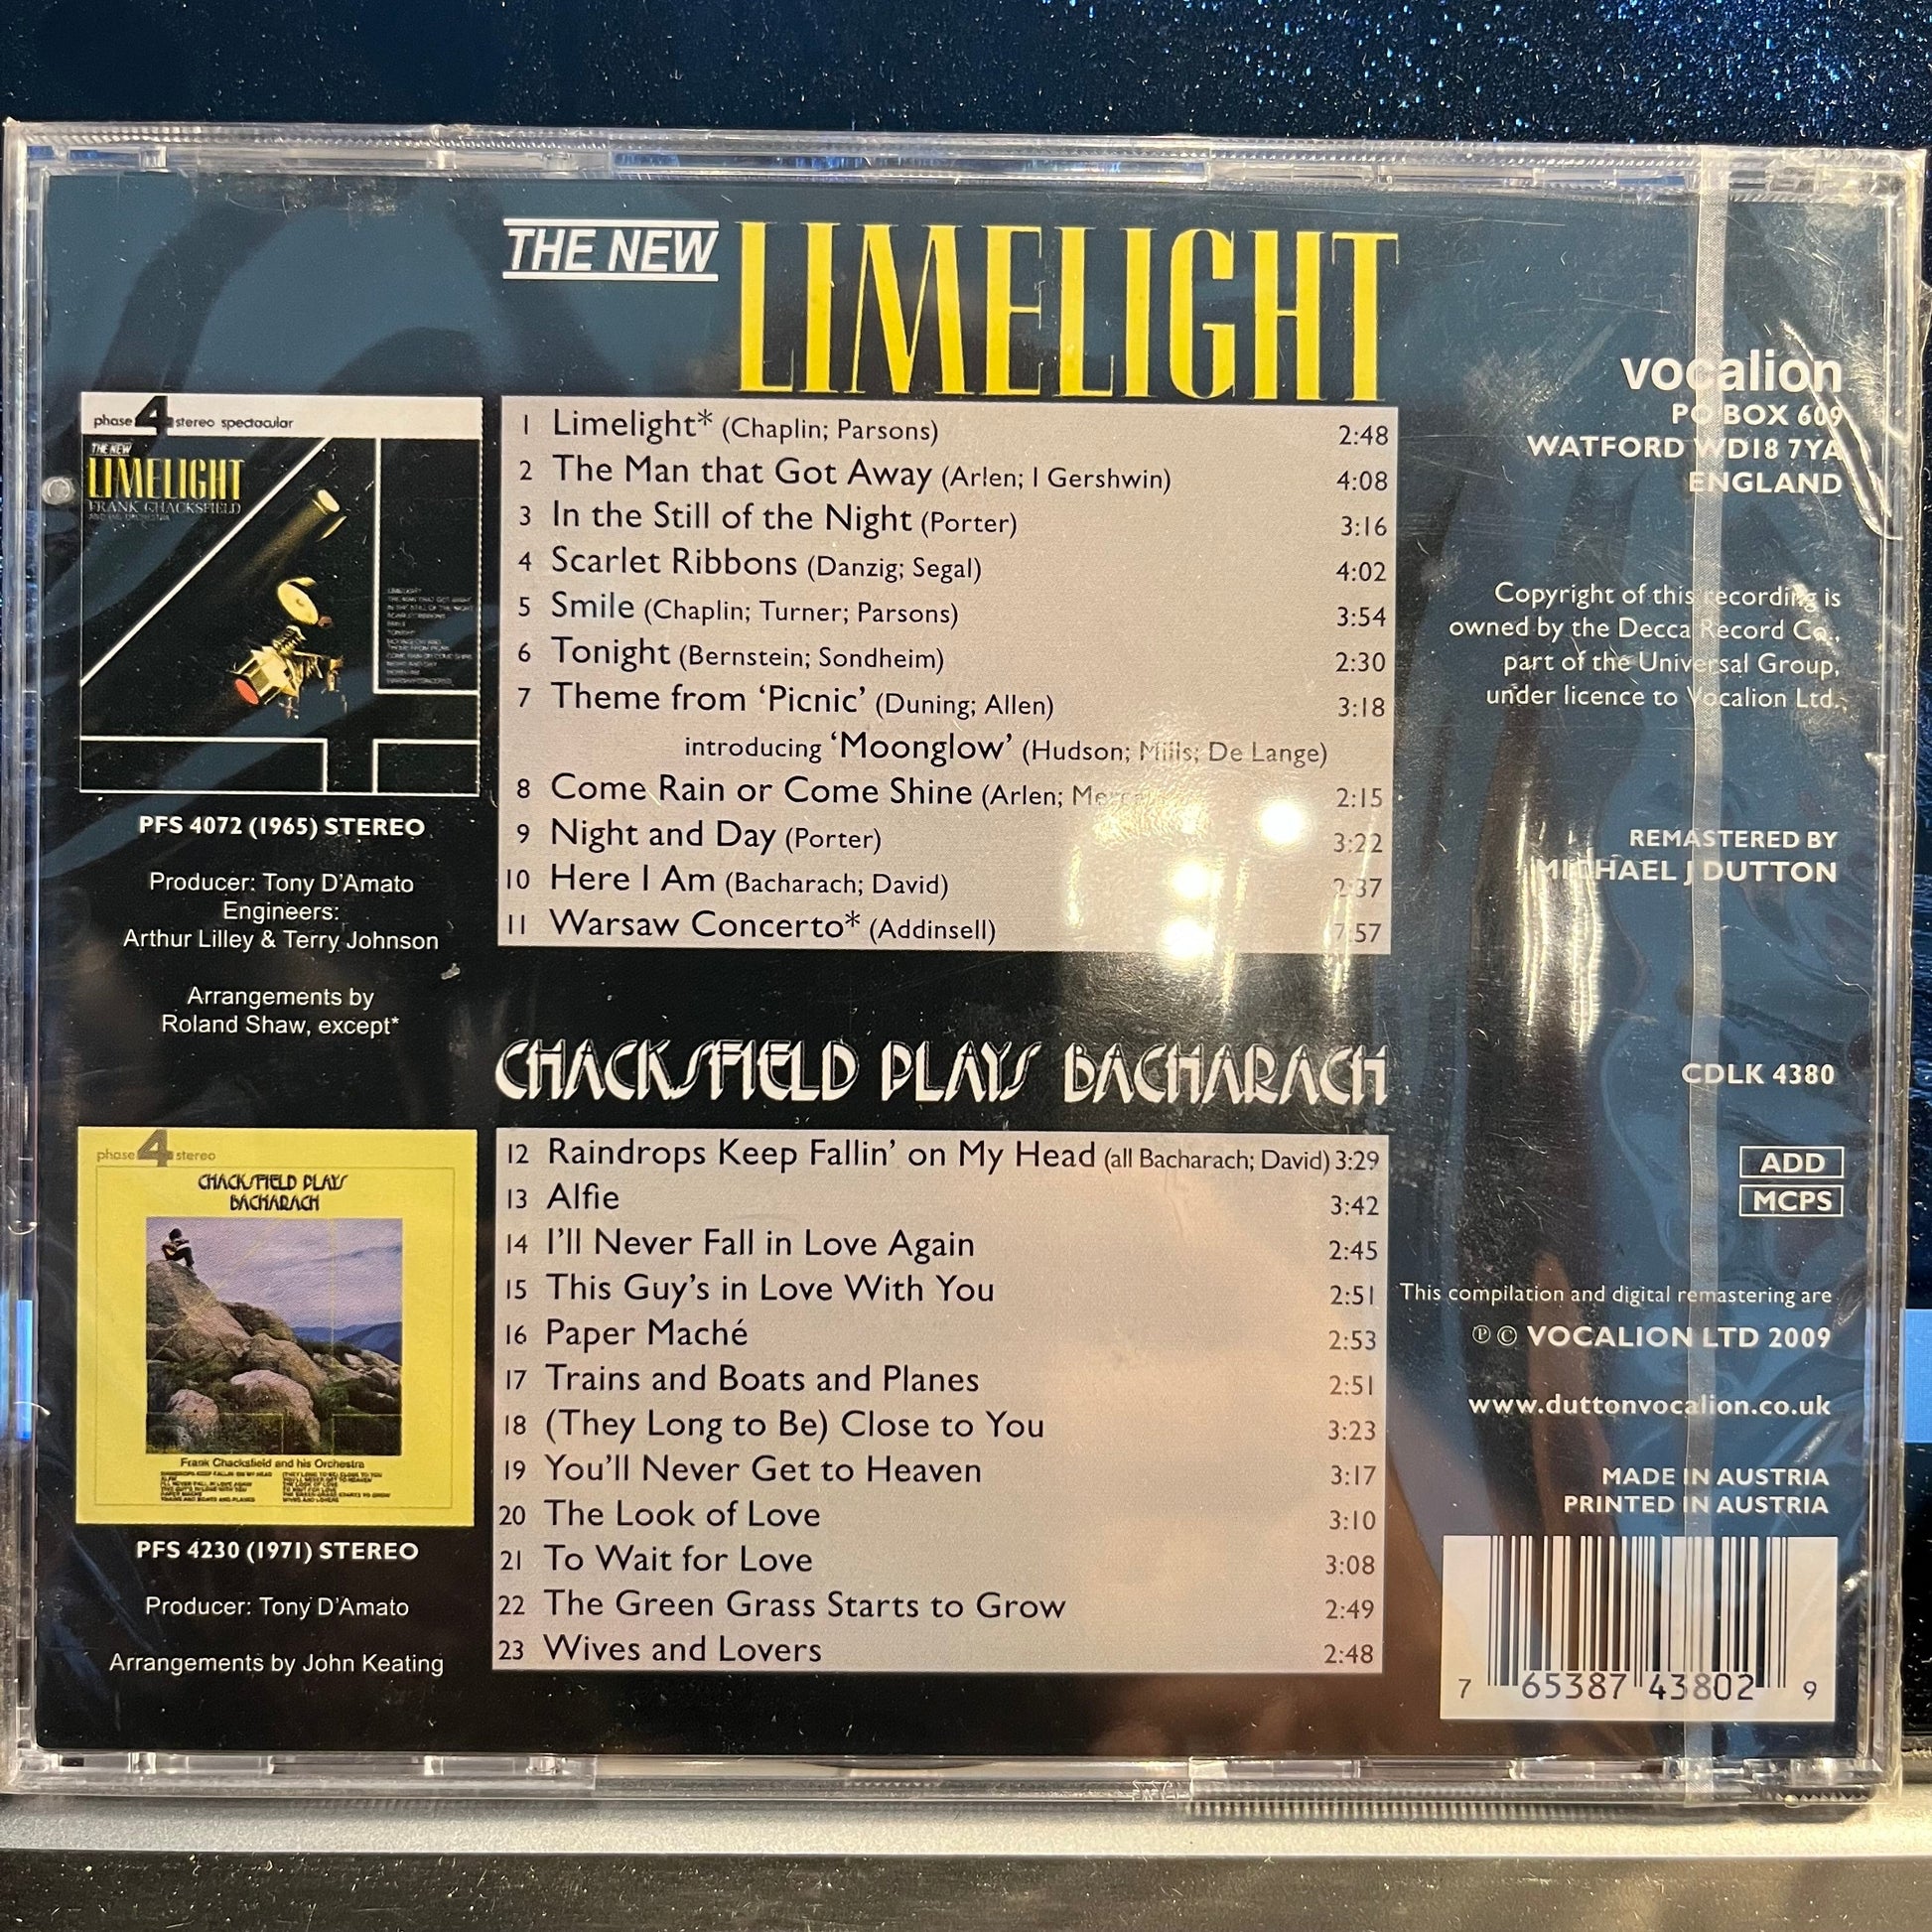 THE NEW LIMELIGHT
phase 4 stereo spectacular
THE NEW
LIMELIGHT
FRANK CHACKSFIELD
AND HIS ORCHESTRA
PFS 4072 (1965) STEREO
Producer: Tony D'Amato
Engineers:
Arthur Lilley & Terry Johnson
Arrangements by
Roland Shaw, except*
1 Limelight* (Chaplin; Parsons) 2:48
2 The Man that Got Away (Arlen; I Gershwin) 4:08
3 In the Still of the Night (Porter) 3:16
4 Scarlet Ribbons (Danzig; Segal) 4:02
5 Smile (Chaplin; Turner; Parsons) 3:54
6 Tonight (Bernstein; Sondheim) 2:30
7 Theme from ‘Picnic’ (Duning; Allen) 3:18
introducing ‘Moonglow’ (Hudson; Mills; De Lange)
8 Come Rain or Come Shine (Arlen; 2:15
9 Night and Day (Porter) 3:22
10 Here I Am (Bacharach; David) 2:37
11 Warsaw Concerto* (Addinsell) 7:57
CHACKSFIELD PLAYS BACHARACH
phase 4 stereo
CHACKSFIELD PLAYS
BACHARACH
Frank Chacksfield and his Orchestra
PFS 4230 (1971) STEREO
Producer: Tony D'Amato
Arrangements by John Keating
12 Raindrops Keep Fallin’ on My Head (all Bacharach; David) 3:29
13 Alfie 3:42
14 I’ll Never Fall in Love Again 2:45
15 This Guy’s in Love With You 2:51
16 Paper Maché 2:53
17 Trains and Boats and Planes 2:51
18 (They Long to Be) Close to You 3:23
19 You’ll Never Get to Heaven 3:17
20 The Look of Love 3:10
21 To Wait for Love 3:08
22 The Green Grass Starts to Grow 2:49
23 Wives and Lovers 2:48
vocalion
PO BOX 609
WATFORD WD18 7YA
ENGLAND
Copyright of this recording is
owned by the Decca Record Co.,
part of the Universal Group,
under licence to Vocalion Ltd.
REMASTERED BY
MICHAEL J DUTTON
CDLK 4380
ADD
MCPS
This compilation and digital remastering are
℗ © VOCALION LTD 2009
www.duttonvocalion.co.uk
MADE IN AUSTRIA
PRINTED IN AUSTRIA
7 65387 43802 9